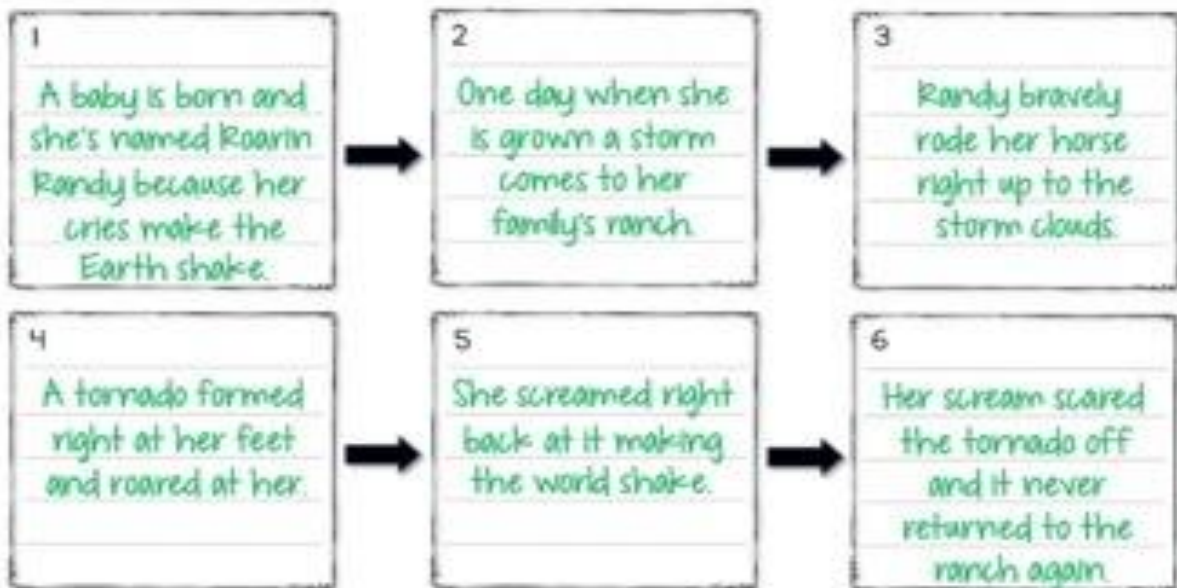 1
A baby is born and
she's named Roarin
Randy because her
cries make the
Earth shake.
2
One day when she
is grown a storm
comes to her
family's ranch.
3
Randy bravely
rode her horse
right up to the
storm clouds.
4
A tornado formed
right at her feet
and roared at her.
5
She screamed right
back at it making
the world shake.
6
Her scream scared
the tornado off
and it never
returned to the
ranch again.